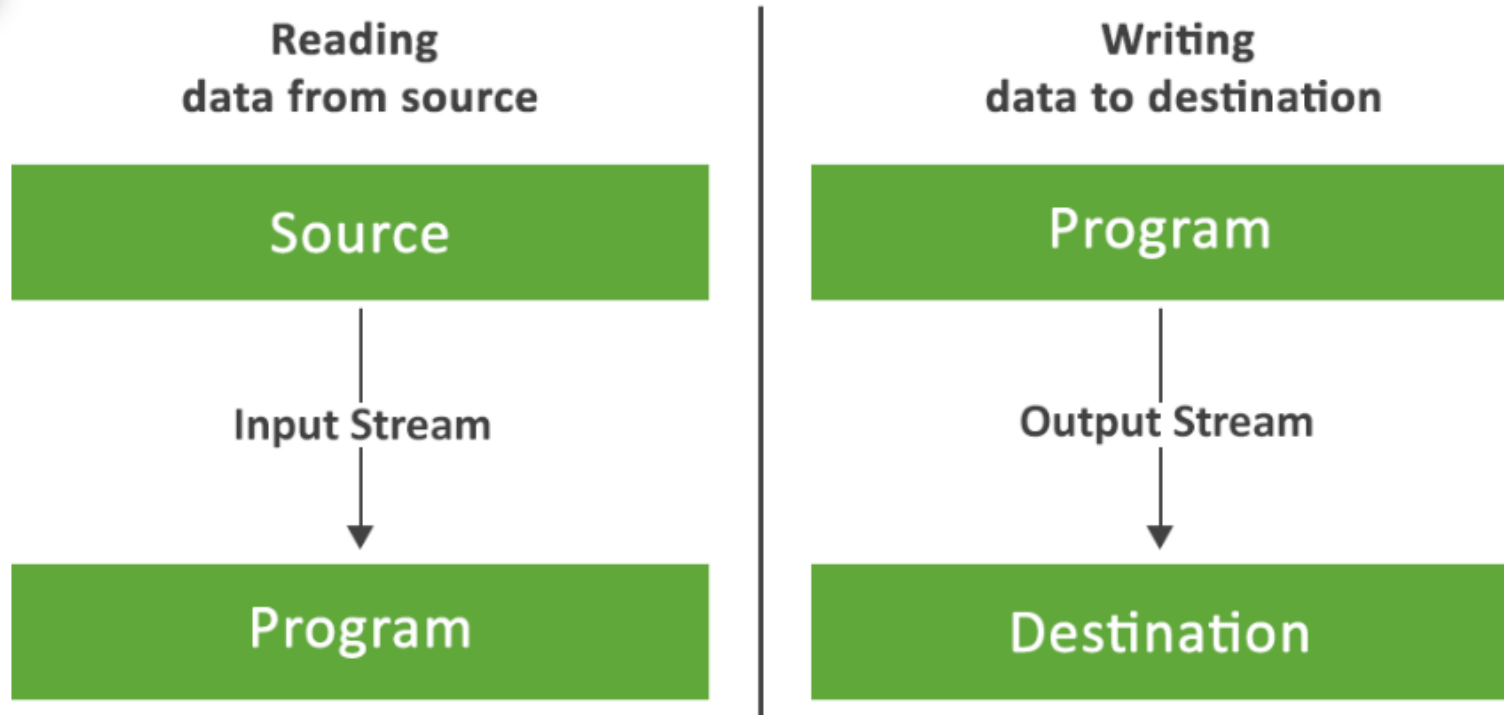 Reading
data from source
Source
Input Stream
Program
Writing
data to destination
Program
Output Stream
Destination